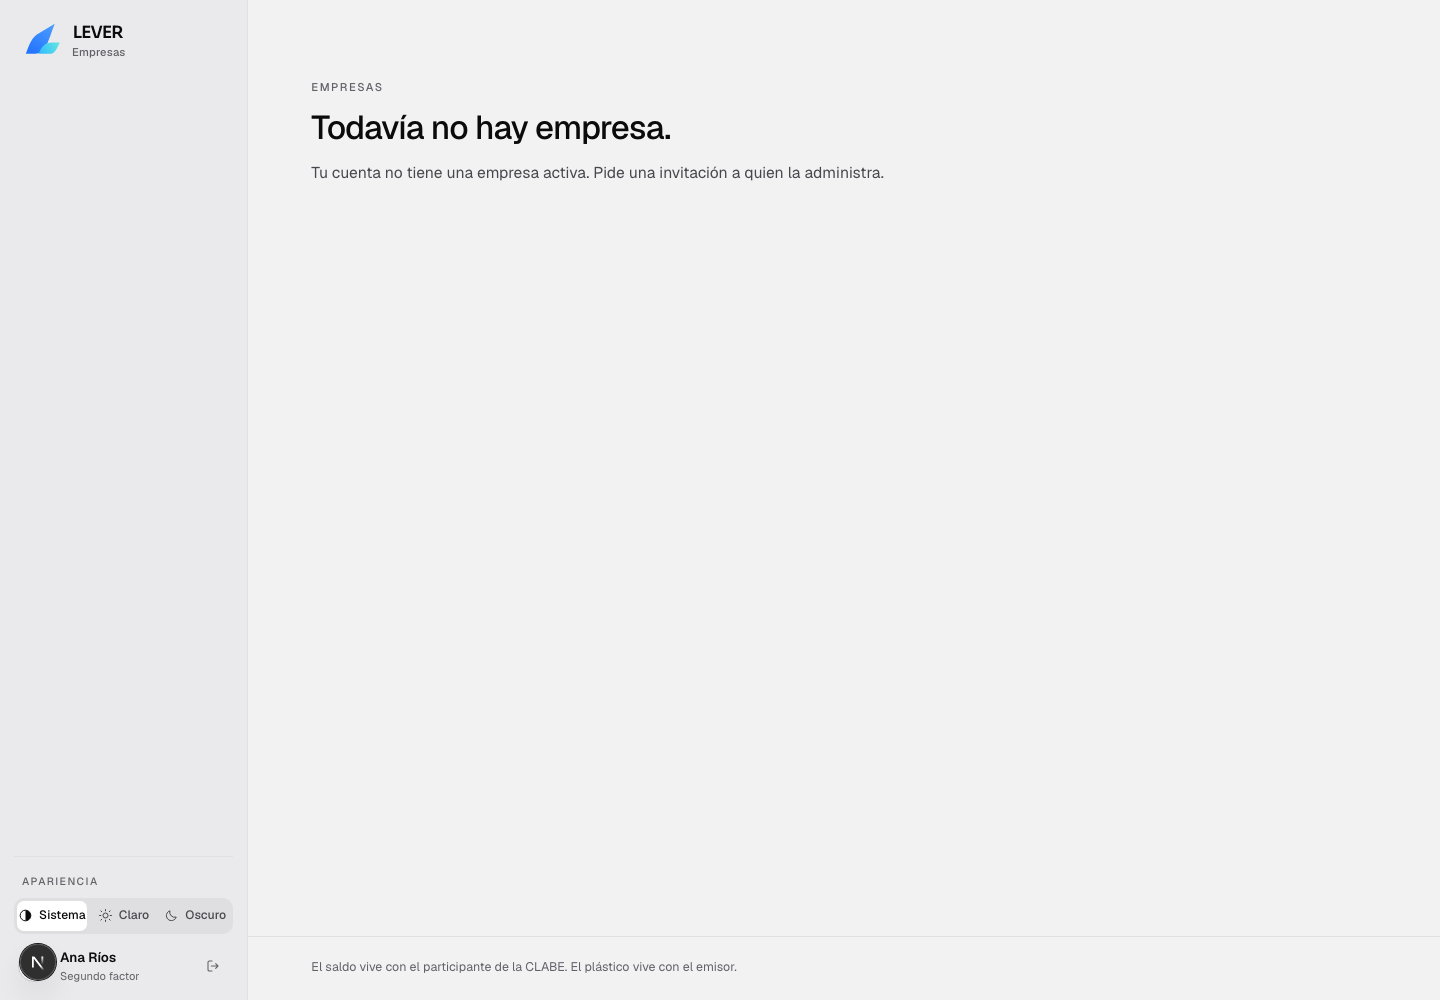 LEVER
Empresas
EMPRESAS
Todavía no hay empresa.
Tu cuenta no tiene una empresa activa. Pide una invitación a quien la administra.
APARIENCIA
Sistema Claro Oscuro
N
Ana Ríos
Segundo factor
El saldo vive con el participante de la CLABE. El plástico vive con el emisor.